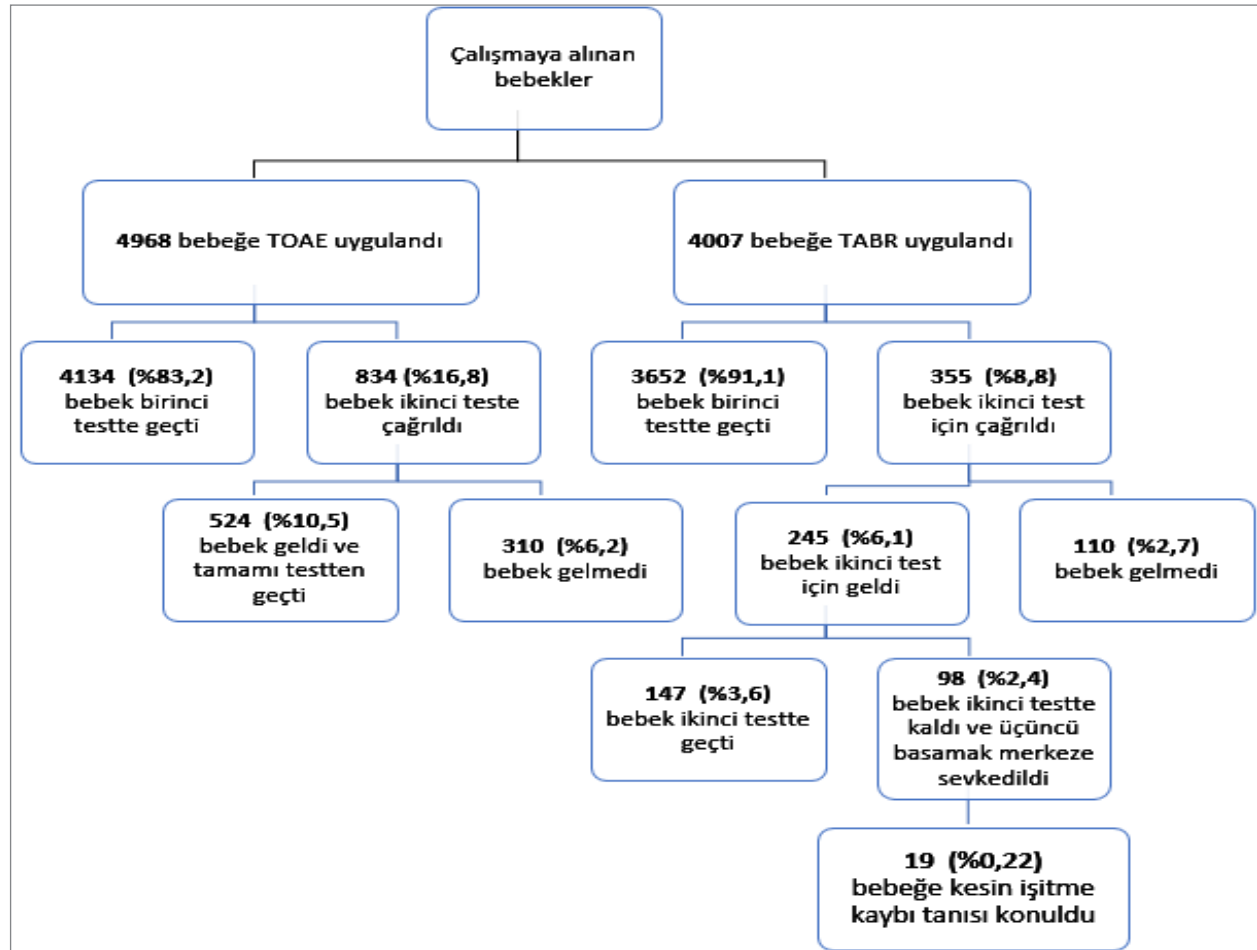 Çalışmaya alınan
bebekler
4968 bebeğe TOAE uygulandı
4007 bebeğe TABR uygulandı
4134 (%83,2)
bebek birinci
testte geçti
834 (%16,8)
bebek ikinci teste
çağrıldı
3652 (%91,1)
bebek birinci
testte geçti
355 (%8,8)
bebek ikinci test
için çağrıldı
524 (%10,5)
bebek geldi ve
tamamı testten
geçti
310 (%6,2)
bebek gelmedi
245 (%6,1)
bebek ikinci test
için geldi
110 (%2,7)
bebek gelmedi
147 (%3,6)
bebek ikinci testte
geçti
98 (%2,4)
bebek ikinci testte
kaldı ve üçüncü
basamak merkeze
sevkedildi
19 (%0,22)
bebeğe kesin işitme
kaybı tanısı konuldu